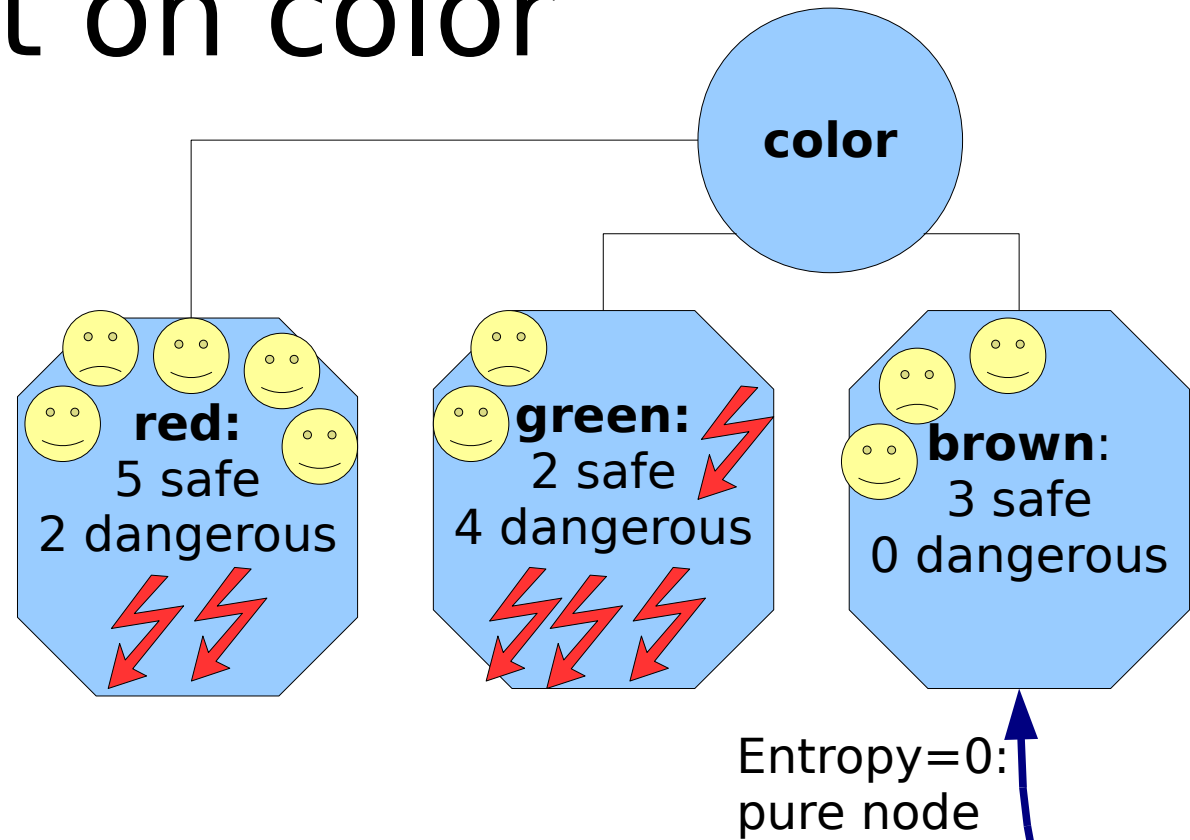 t on color
color
red:
5 safe
2 dangerous
green:
2 safe
4 dangerous
brown:
3 safe
0 dangerous
Entropy=0:
pure node